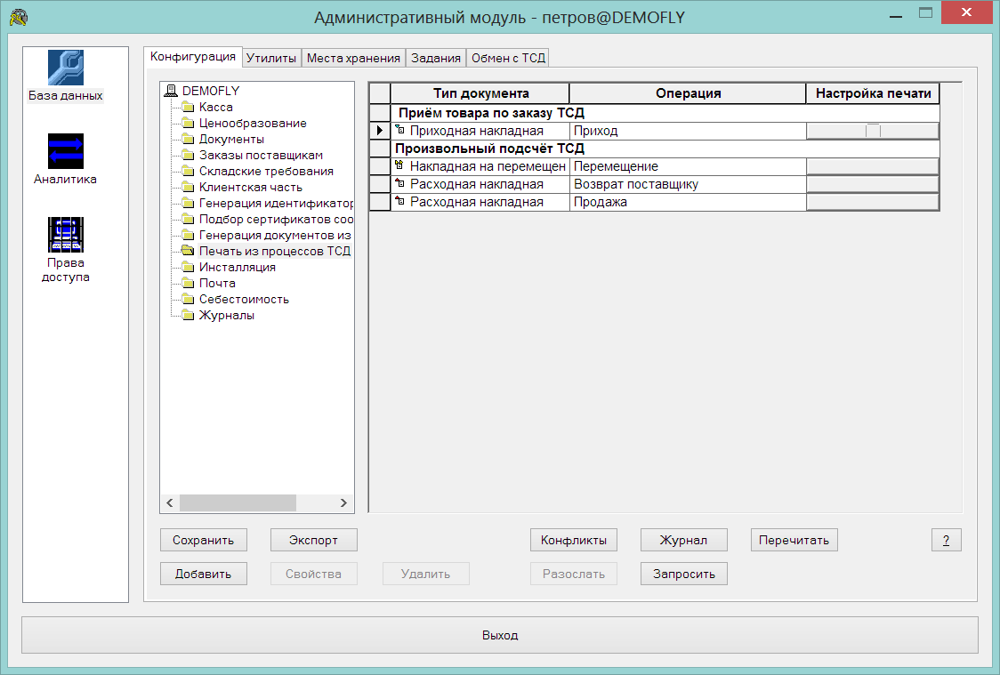 Административный модуль - петров@DEMOFLY
База данных
Аналитика
Права
доступа
Конфигурация Утилиты Места хранения Задания Обмен с ТСД
DEMOFLY
Касса
Ценообразование
Документы
Заказы поставщикам
Складские требования
Клиентская часть
Генерация идентификатор
Подбор сертификатов соо
Генерация документов из
Печать из процессов ТСД
Инсталляция
Почта
Себестоимость
Журналы
Тип документа Операция Настройка печати
Приём товара по заказу ТСД
Приходная накладная Приход
Произвольный подсчёт ТСД
Накладная на перемещен Перемещение
Расходная накладная Возврат поставщику
Расходная накладная Продажа
Сохранить Экспорт Конфликты Журнал Перечитать ?
Добавить Свойства Удалить Разослать Запросить
Выход